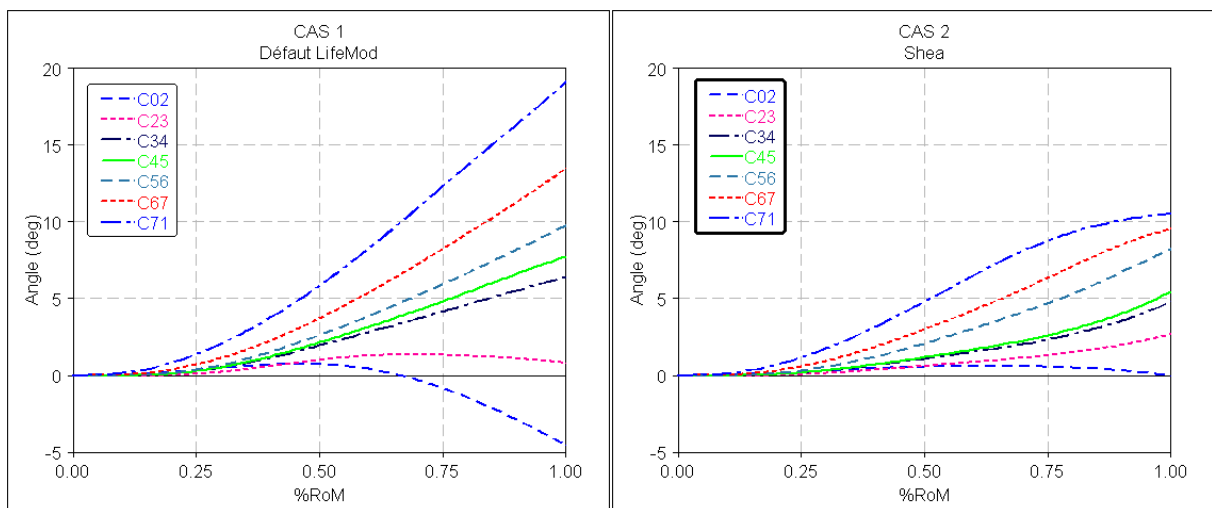 CAS 1
Défaut LifeMod
20
15
10
5
0
-5
Angle (deg)
C02
C23
C34
C45
C56
C67
C71
0.00 0.25 0.50 0.75 1.00
%RoM
CAS 2
Shea
20
15
10
5
0
-5
Angle (deg)
C02
C23
C34
C45
C56
C67
C71
0.00 0.25 0.50 0.75 1.00
%RoM